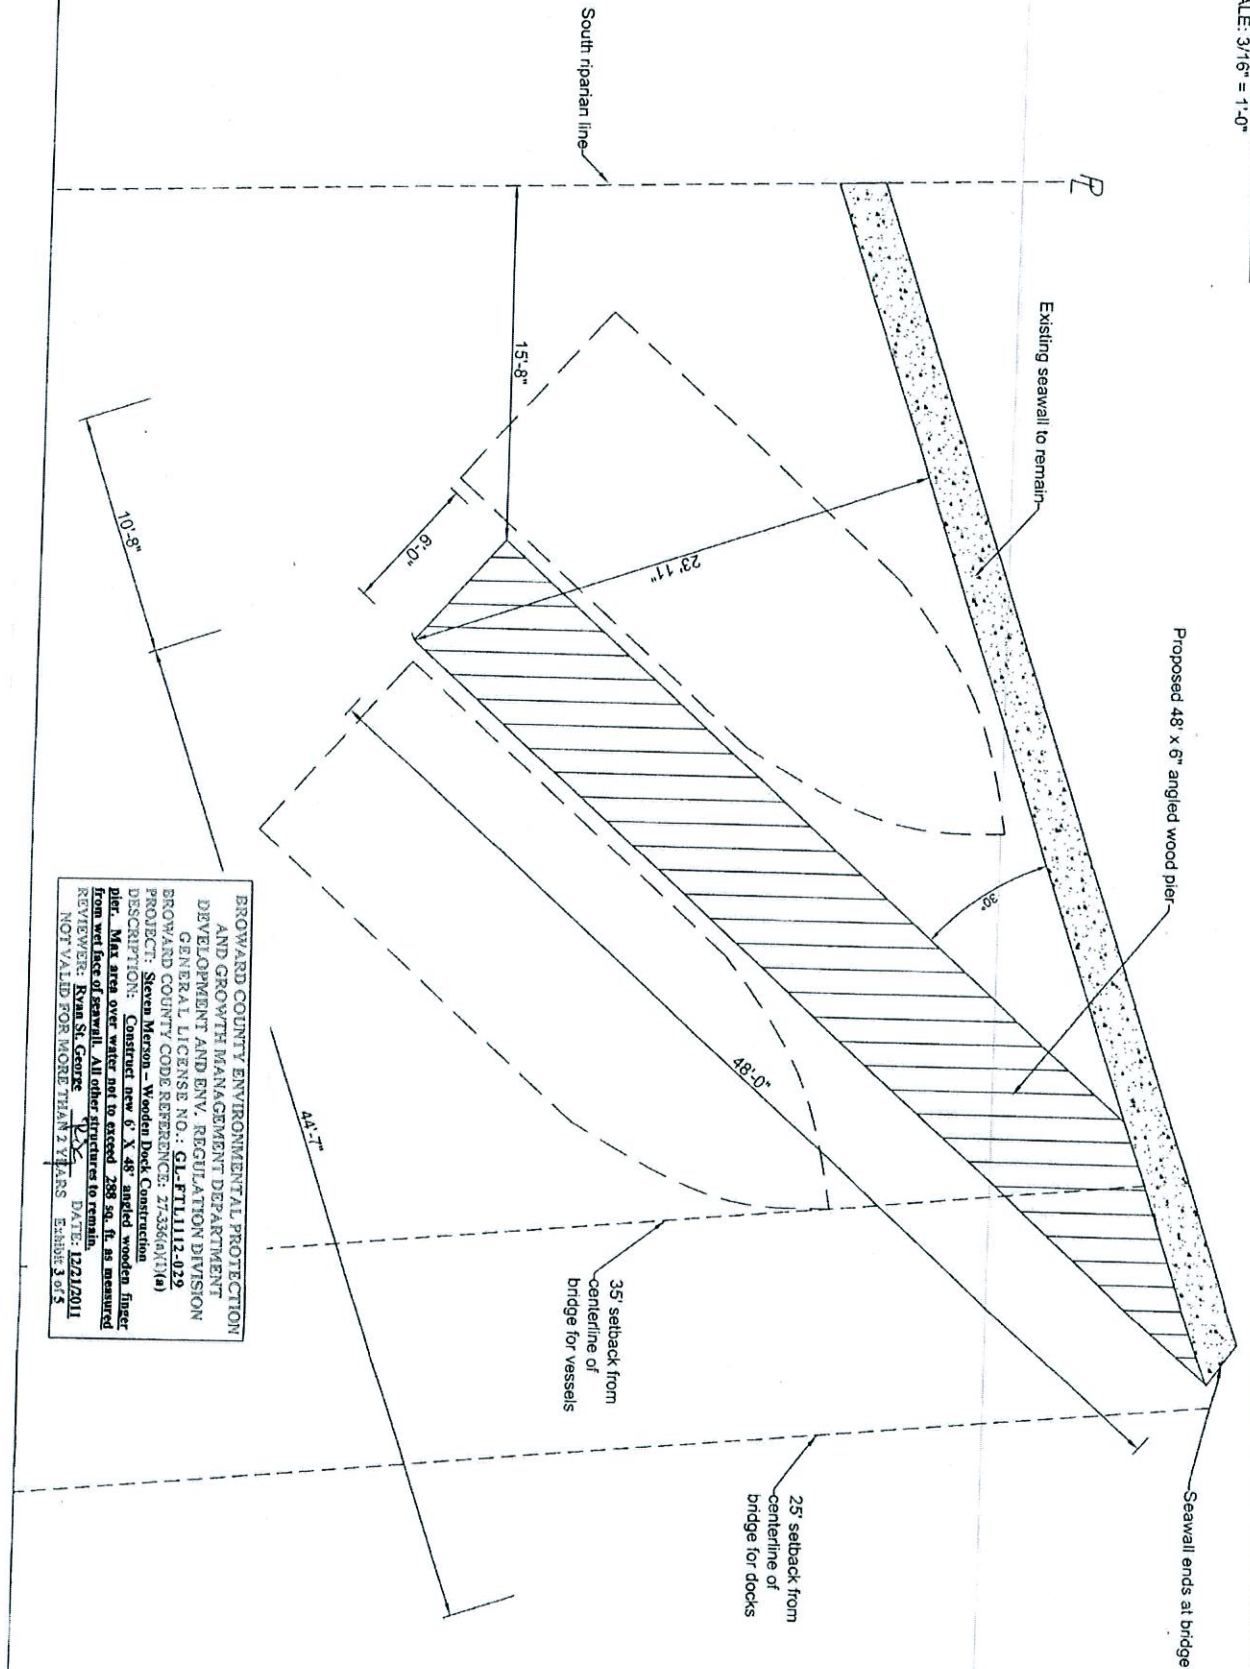 SCALE: 3/16" = 1'-0"
Seawall ends at bridge
Proposed 48' x 6" angled wood pier
Existing seawall to remain
PL
South riparian line
15'-8"
23' 11"
6'-0"
30°
48'-0"
10'-8"
44'-7"
35' setback from
centerline of
bridge for vessels
25' setback from
centerline of
bridge for docks
BROWARD COUNTY ENVIRONMENTAL PROTECTION
AND GROWTH MANAGEMENT DEPARTMENT
DEVELOPMENT AND ENV. REGULATION DIVISION
GENERAL LICENSE NO.: GL-FTL1112-029
BROWARD COUNTY CODE REFERENCE: 27-336(a)(1)(a)
PROJECT: Steven Merson – Wooden Dock Construction
DESCRIPTION: Construct new 6' X 48' angled wooden finger
pier. Max area over water not to exceed 288 sq. ft. as measured
from wet face of seawall. All other structures to remain.
REVIEWER: Ryan St. George DATE: 12/21/2011
NOT VALID FOR MORE THAN 2 YEARS Exhibit 3 of 5